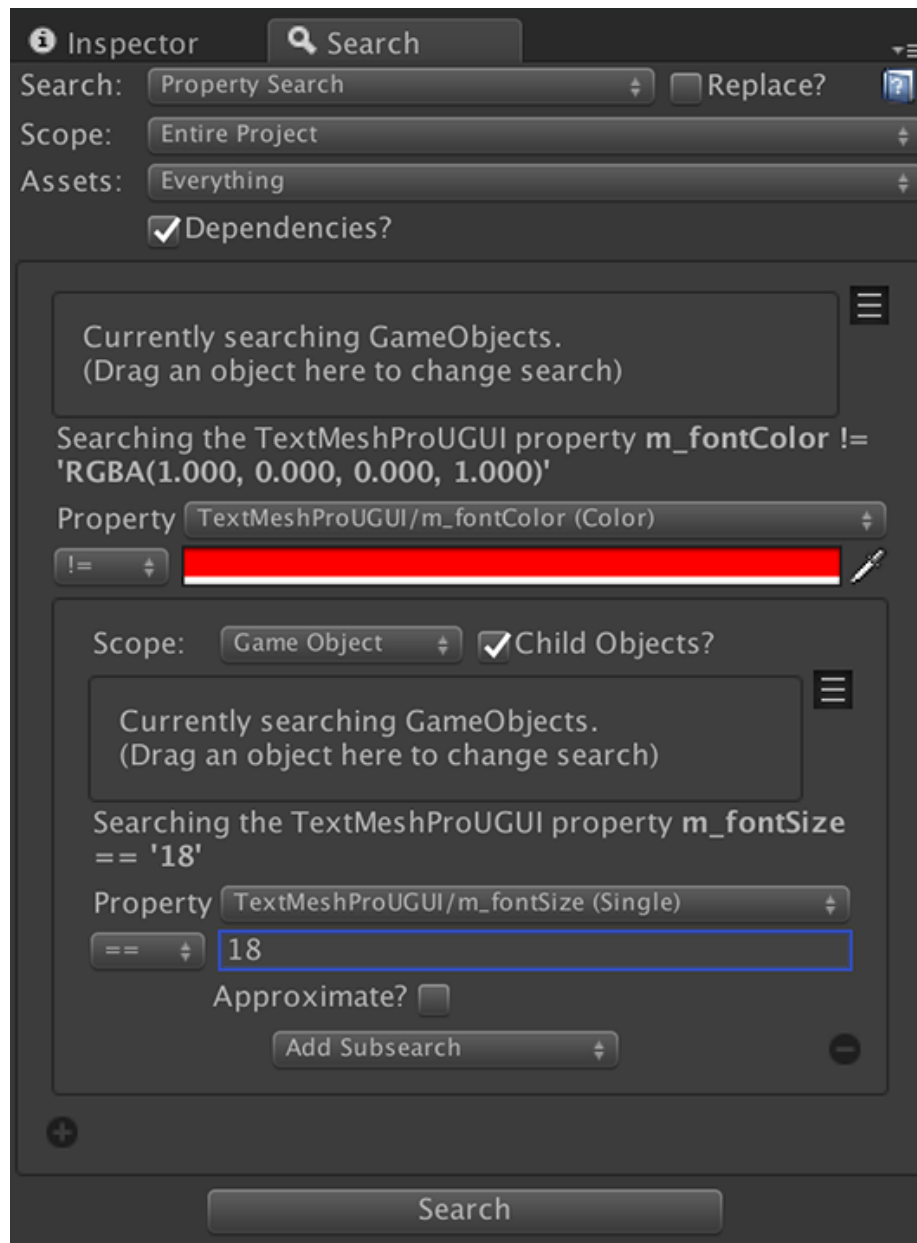 Inspector Search
Search: Property Search Replace?
Scope: Entire Project
Assets: Everything
Dependencies?
Currently searching GameObjects.
(Drag an object here to change search)
Searching the TextMeshProUGUI property m_fontColor !=
'RGBA(1.000, 0.000, 0.000, 1.000)'
Property TextMeshProUGUI/m_fontColor (Color)
!=
Scope: Game Object Child Objects?
Currently searching GameObjects.
(Drag an object here to change search)
Searching the TextMeshProUGUI property m_fontSize
== '18'
Property TextMeshProUGUI/m_fontSize (Single)
== 18
Approximate?
Add Subsearch
Search